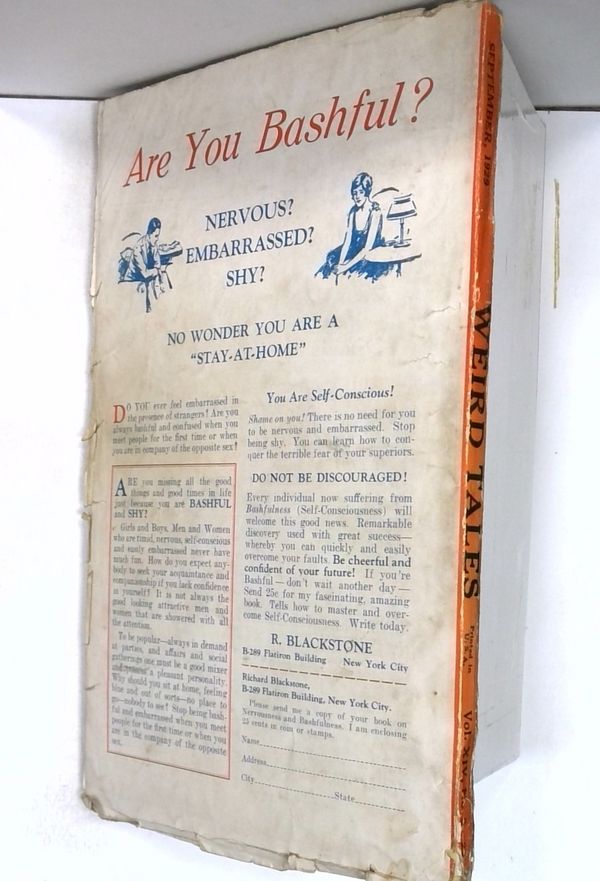 Are You Bashful?
NERVOUS?
EMBARRASSED?
SHY?
NO WONDER YOU ARE A
"STAY-AT-HOME"
DO YOU ever feel embarrassed in
the presence of strangers? Are you
always bashful and confused when you
meet people for the first time or when
you are in company of the opposite sex?
ARE you missing all the good
things and good times in life
just because you are BASHFUL
and SHY?
Girls and Boys, Men and Women
who are timid, nervous, self-conscious
and easily embarrassed never have
much fun. How do you expect any-
body to seek your acquaintance and
companionship if you lack confidence
in yourself? It is not always the
good looking attractive men and
women that are showered with all
the attention.
To be popular—always in demand
at parties, and affairs and social
gatherings one must be a good mixer
and possess a pleasant personality.
Why should you sit at home, feeling
blue and out of sorts—no place to
go—nobody to see? Stop being bash-
ful and embarrassed when you meet
people for the first time or when you
are in the company of the opposite
sex.
You Are Self-Conscious!
Shame on you! There is no need for you
to be nervous and embarrassed. Stop
being shy. You can learn how to con-
quer the terrible fear of your superiors.
DO NOT BE DISCOURAGED!
Every individual now suffering from
Bashfulness (Self-Consciousness) will
welcome this good news. Remarkable
discovery used with great success—
whereby you can quickly and easily
overcome your faults. Be cheerful and
confident of your future! If you're
Bashful—don't wait another day—
Send 25c for my fascinating, amazing
book. Tells how to master and over-
come Self-Consciousness. Write today.
R. BLACKSTONE
B-289 Flatiron Building New York City
Richard Blackstone,
B-289 Flatiron Building, New York City.
Please send me a copy of your book on
Nervousness and Bashfulness. I am enclosing
25 cents in coin or stamps.
Name
Address
City State
SEPTEMBER, 1929
WEIRD TALES
Printed in
U.S.A.
Vol.